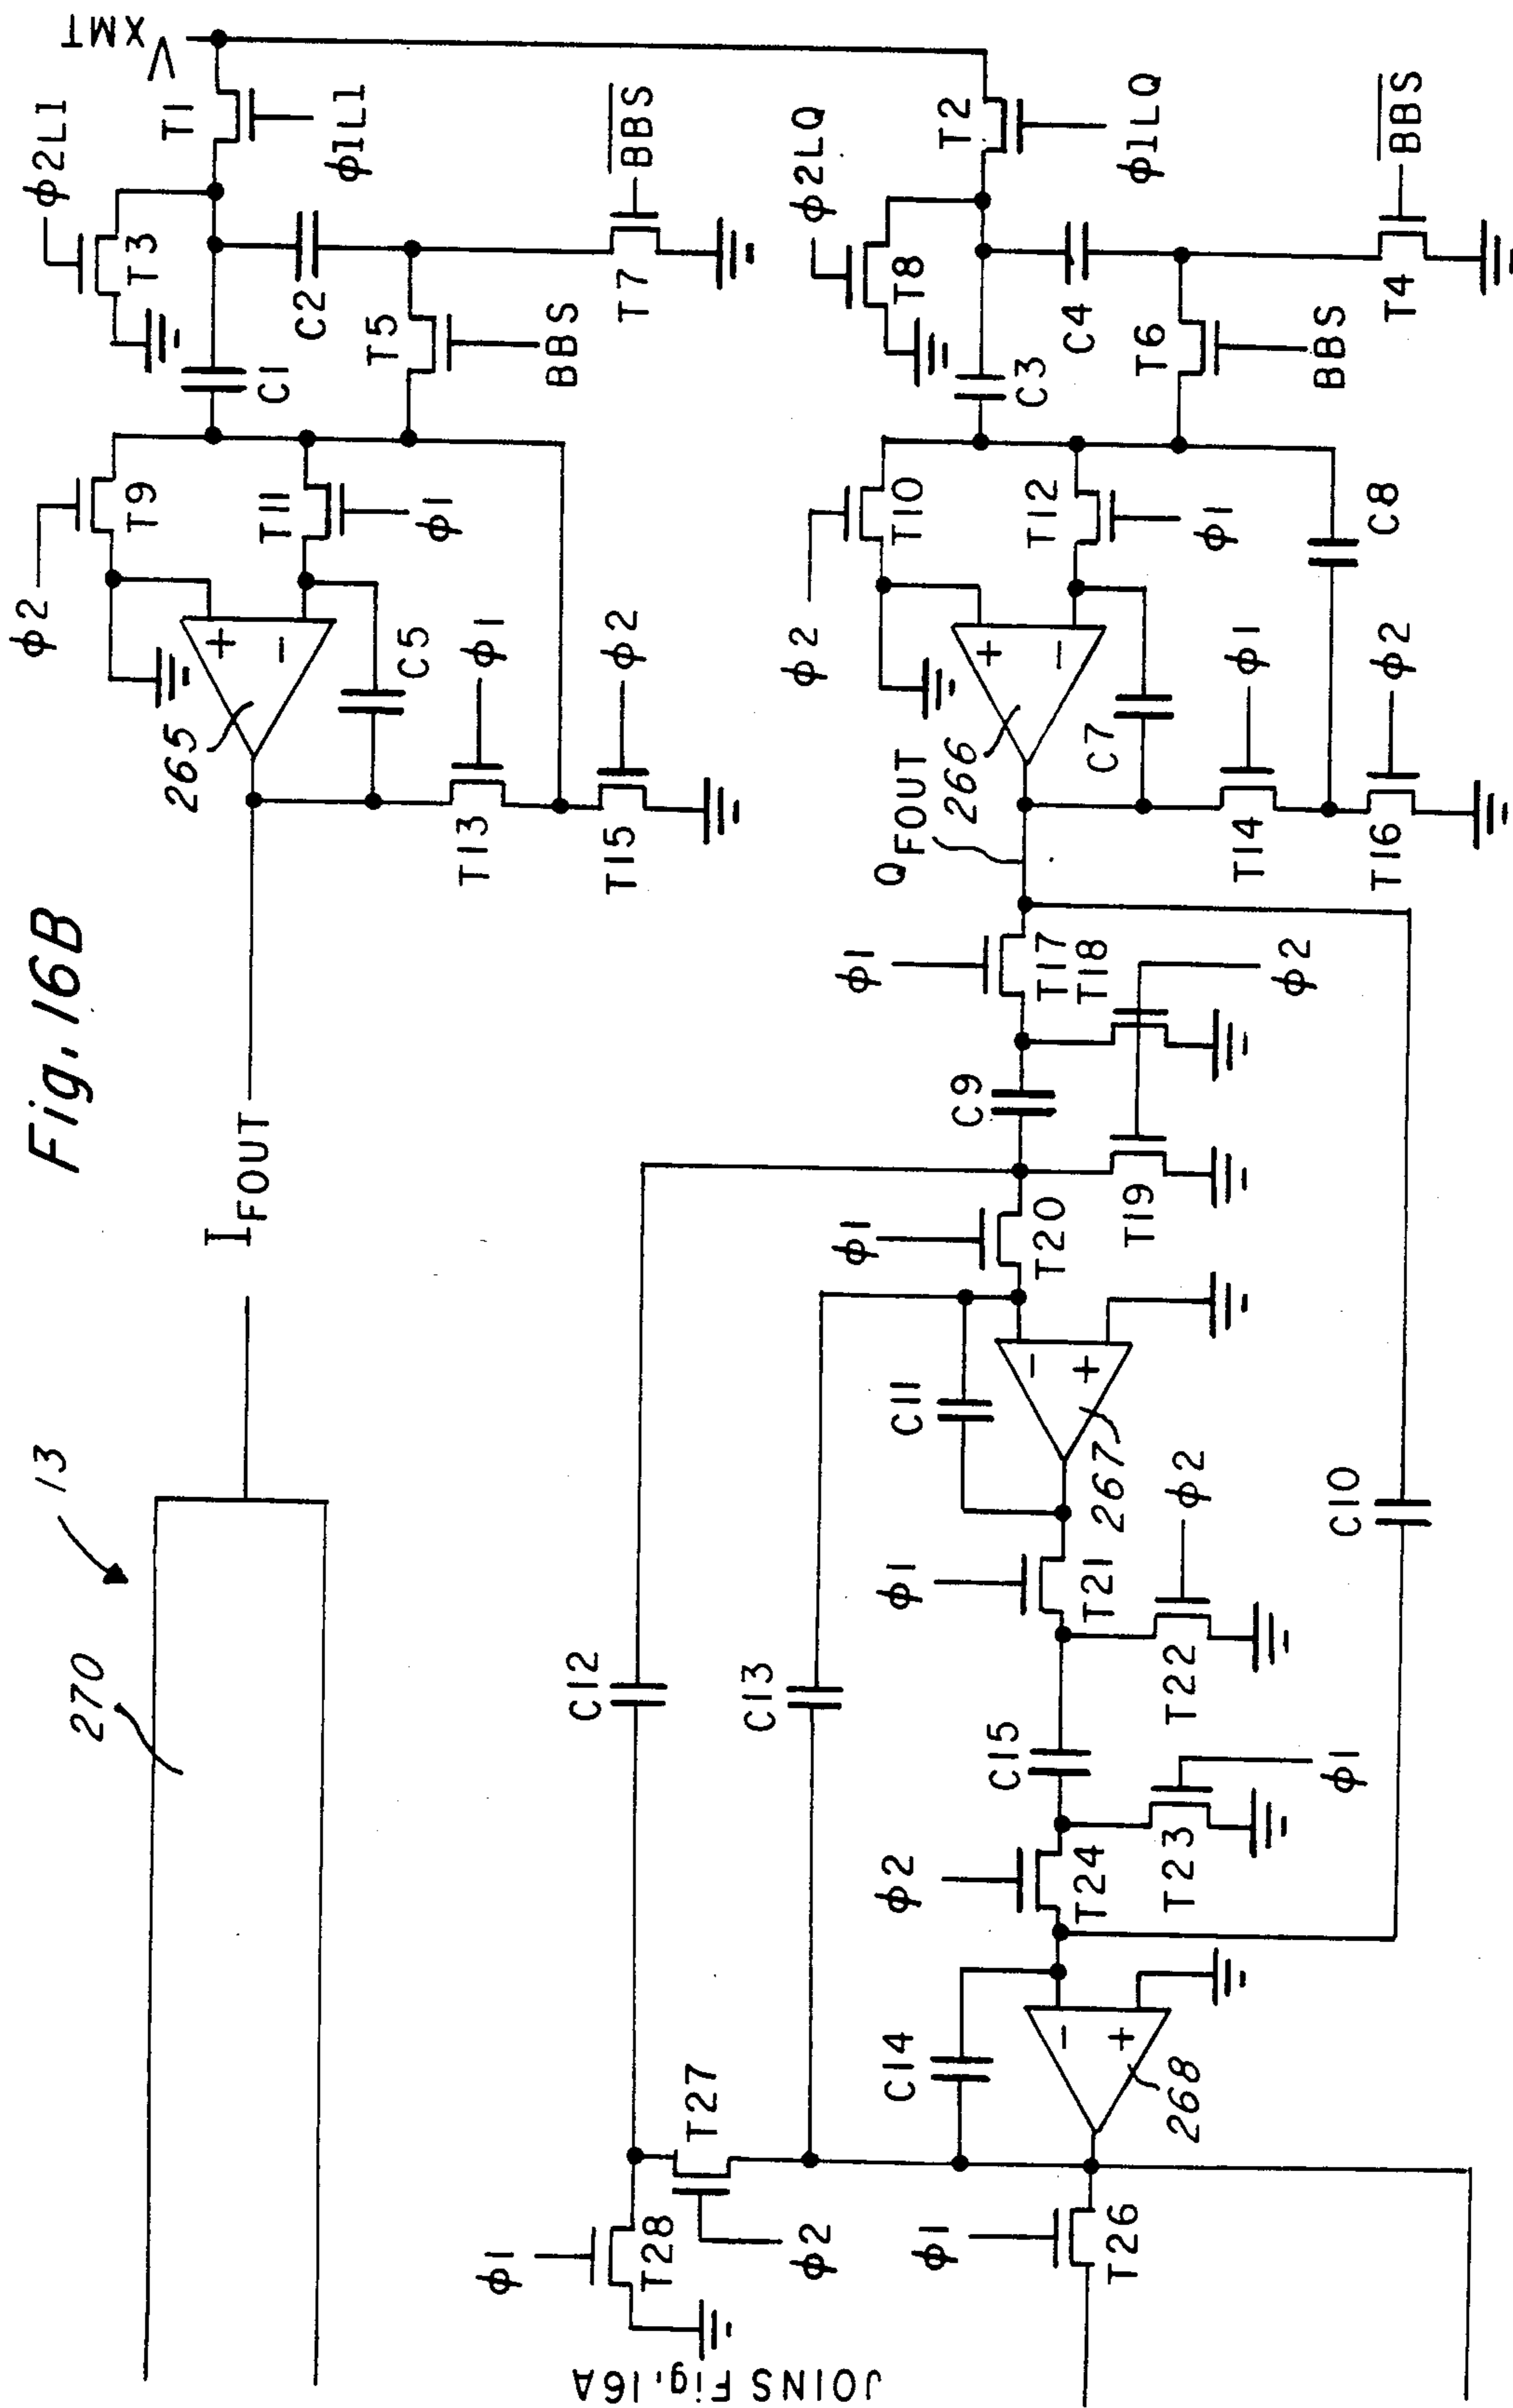 Fig. 16B
13
270
I FOUT
V XMT
φ2L1
T1
φ1L1
T3
C2
T5
BBS
T7
BBS
C1
φ2
T9
T11
φ1
265
+
-
C5
φ1
T13
φ2
T15
φ2LQ
T2
φ1LQ
T8
C4
T6
BBS
T4
BBS
C3
φ2
T10
T12
φ1
C8
266
+
-
C7
φ1
T14
φ2
T16
Q FOUT
φ1
T17
T18
φ2
C9
T19
φ1
T20
C11
-
+
267
C10
φ1
T21
φ2
T22
C12
C13
C15
φ1
T23
φ2
T24
C14
-
+
268
T27
φ2
φ1
T28
φ1
T26
JOINS Fig. 16A